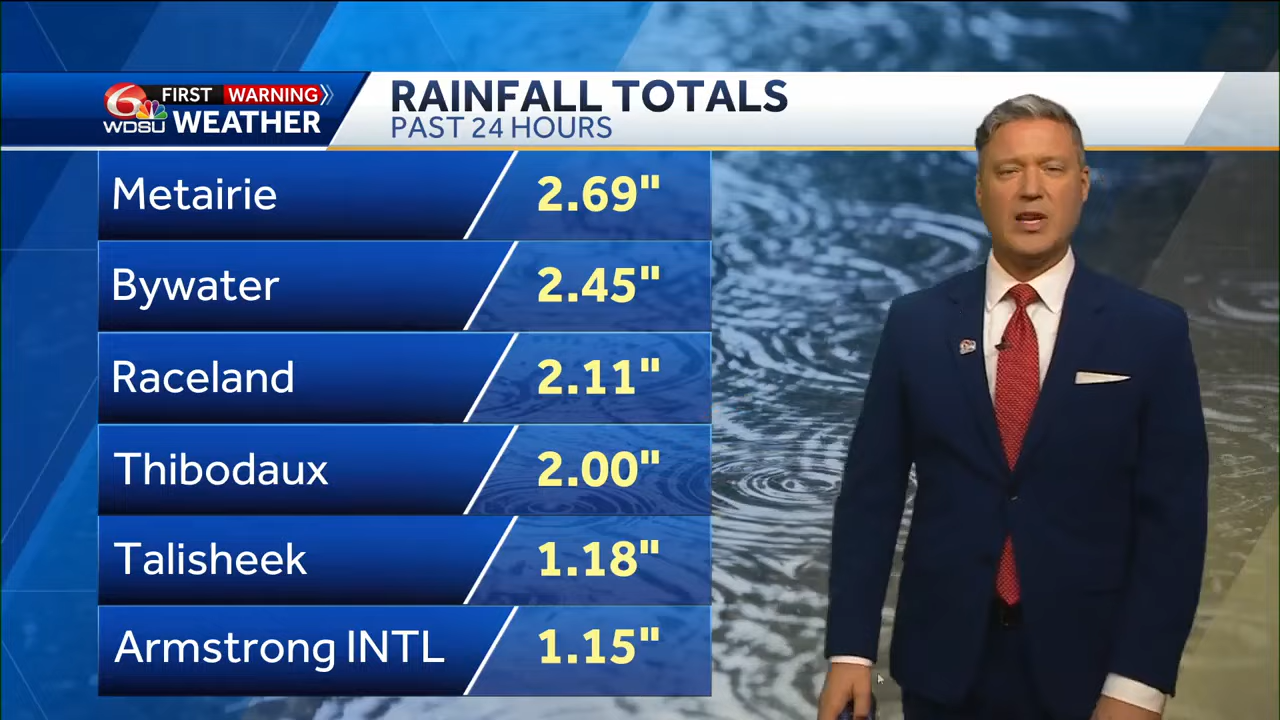 6
WDSU
FIRST WARNING
WEATHER
RAINFALL TOTALS
PAST 24 HOURS
Metairie 2.69"
Bywater 2.45"
Raceland 2.11"
Thibodaux 2.00"
Talisheek 1.18"
Armstrong INTL 1.15"